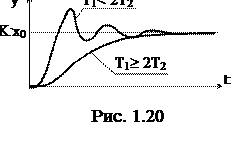 y
T₁< 2T₂
K·x₀
T₁≥ 2T₂
t
Рис. 1.20